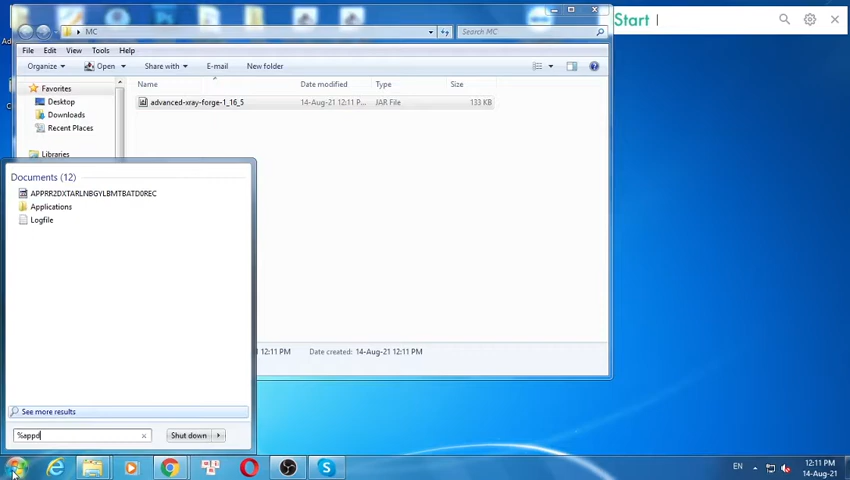 Start
MC
Search MC
File Edit View Tools Help
Organize Open Share with E-mail New folder
Favorites
Desktop
Downloads
Recent Places
Libraries
Name Date modified Type Size
advanced-xray-forge-1_16_5 14-Aug-21 12:11 P... JAR File 133 KB
Documents (12)
APPRR2DXTARLNBGYLBMTBATD0REC
Applications
Logfile
12:11 PM Date created: 14-Aug-21 12:11 PM
See more results
%appd
Shut down
EN
12:11 PM
14-Aug-21